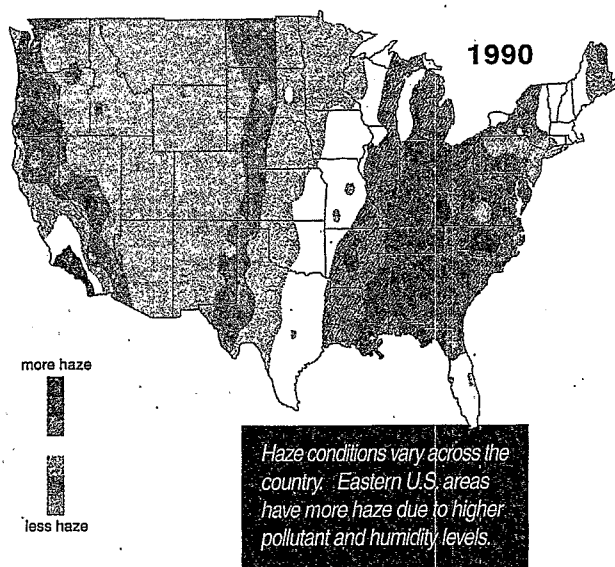 1990
more haze
less haze
Haze conditions vary across the
country. Eastern U.S. areas
have more haze due to higher
pollutant and humidity levels.